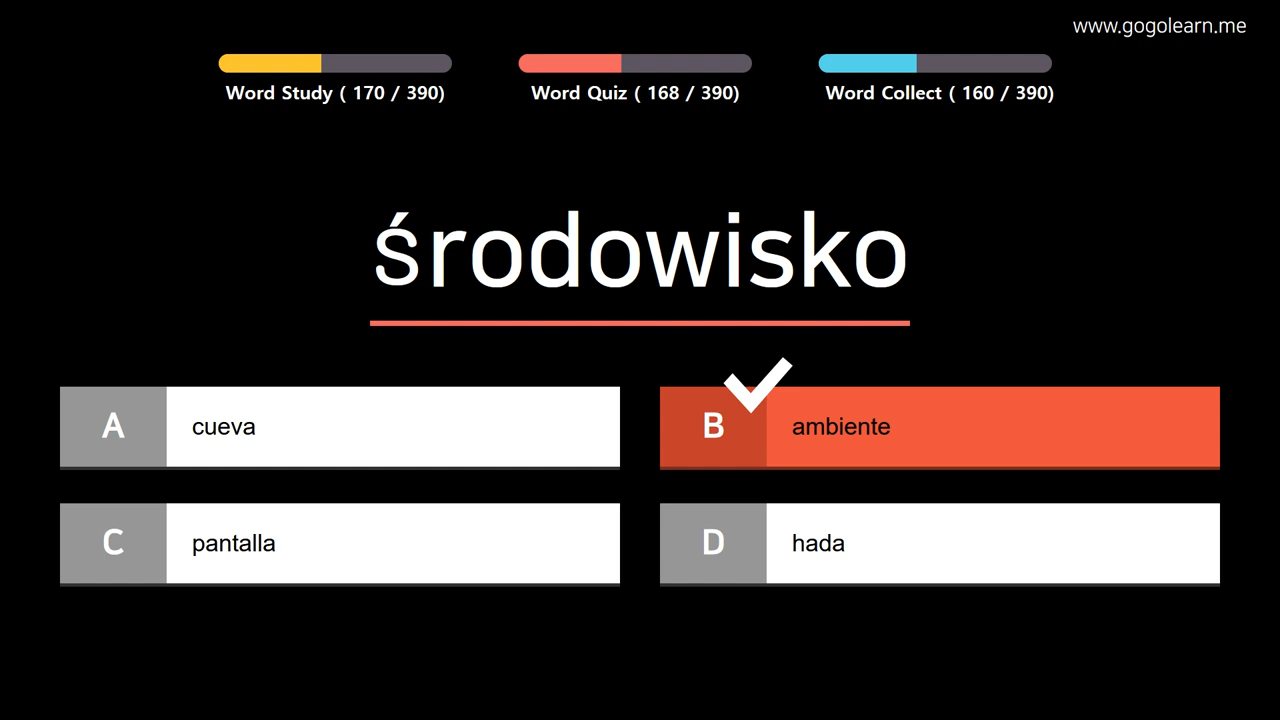 www.gogolearn.me
Word Study ( 170 / 390)
Word Quiz ( 168 / 390)
Word Collect ( 160 / 390)
środowisko
A cueva
B ambiente
C pantalla
D hada